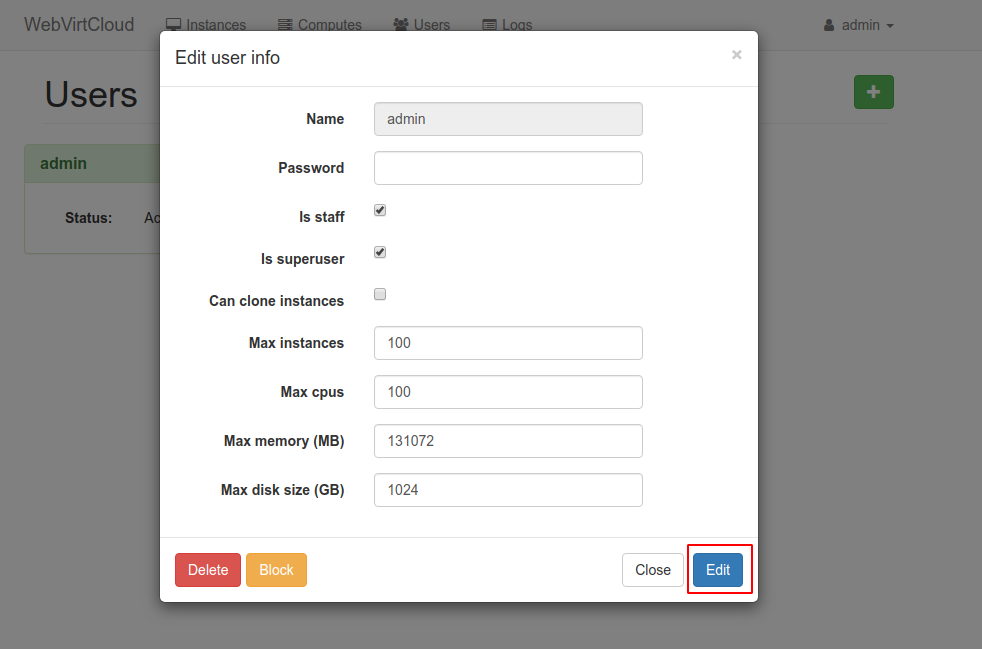 WebVirtCloud Instances Computes Users Logs admin
Edit user info ×
Users
Name admin
admin
Password
Status: Ac
Is staff
Is superuser
Can clone instances
Max instances 100
Max cpus 100
Max memory (MB) 131072
Max disk size (GB) 1024
Delete Block Close Edit